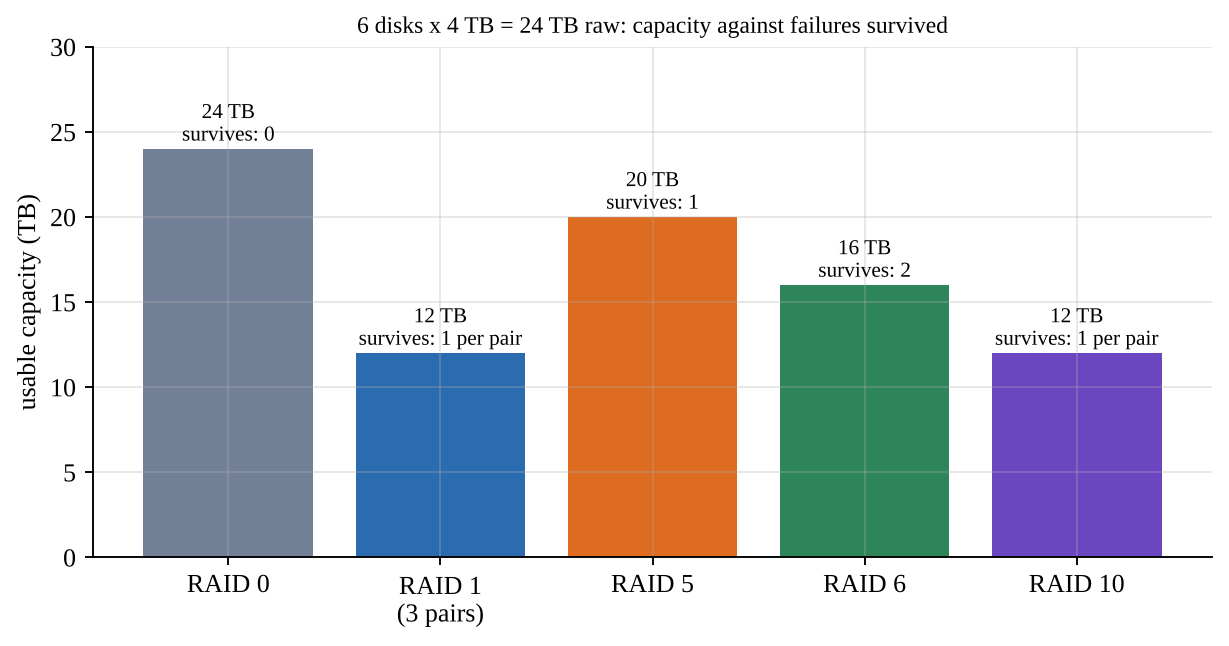 6 disks x 4 TB = 24 TB raw: capacity against failures survived
usable capacity (TB)
30
25
20
15
10
5
0
24 TB
survives: 0
12 TB
survives: 1 per pair
20 TB
survives: 1
16 TB
survives: 2
12 TB
survives: 1 per pair
RAID 0
RAID 1
(3 pairs)
RAID 5
RAID 6
RAID 10